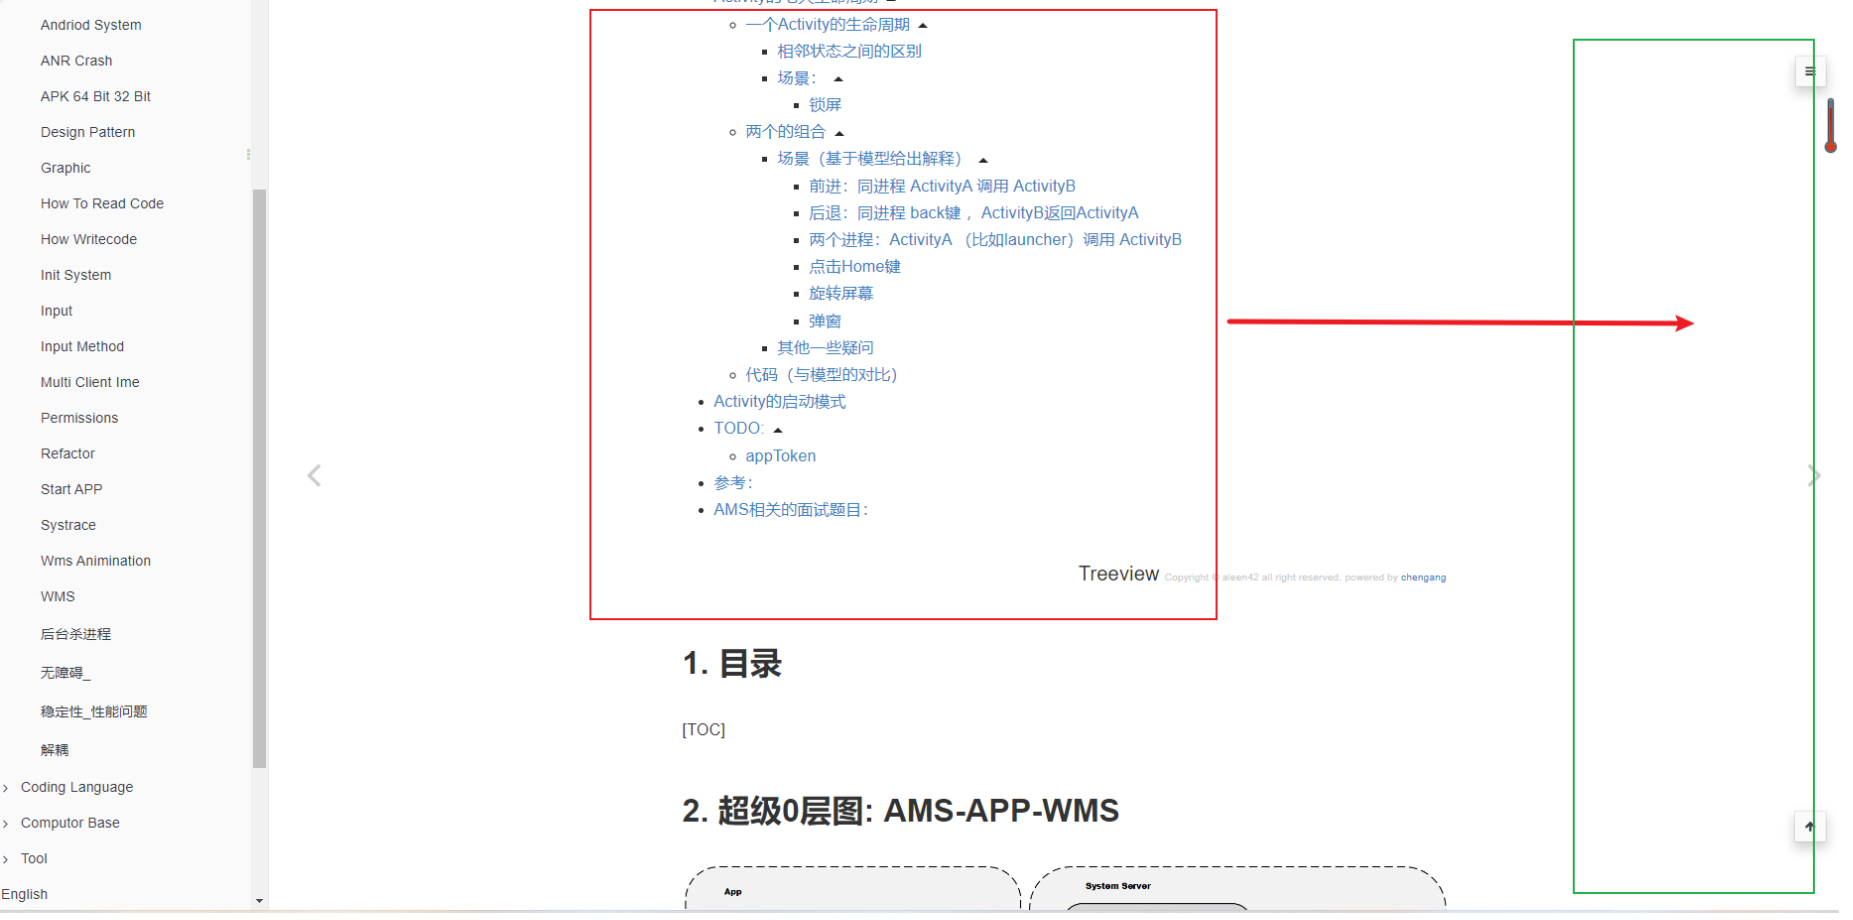 Andriod System
ANR Crash
APK 64 Bit 32 Bit
Design Pattern
Graphic
How To Read Code
How Writecode
Init System
Input
Input Method
Multi Client Ime
Permissions
Refactor
Start APP
Systrace
Wms Animination
WMS
后台杀进程
无障碍_
稳定性_性能问题
解耦
Coding Language
Computor Base
Tool
English
一个Activity的生命周期
相邻状态之间的区别
场景：
锁屏
两个的组合
场景（基于模型给出解释）
前进：同进程 ActivityA 调用 ActivityB
后退：同进程 back键 ，ActivityB返回ActivityA
两个进程：ActivityA （比如launcher）调用 ActivityB
点击Home键
旋转屏幕
弹窗
其他一些疑问
代码（与模型的对比）
Activity的启动模式
TODO:
appToken
参考：
AMS相关的面试题目：
Treeview Copyright © aleen42 all right reserved, powered by chengang
1. 目录
[TOC]
2. 超级0层图: AMS-APP-WMS
App
System Server